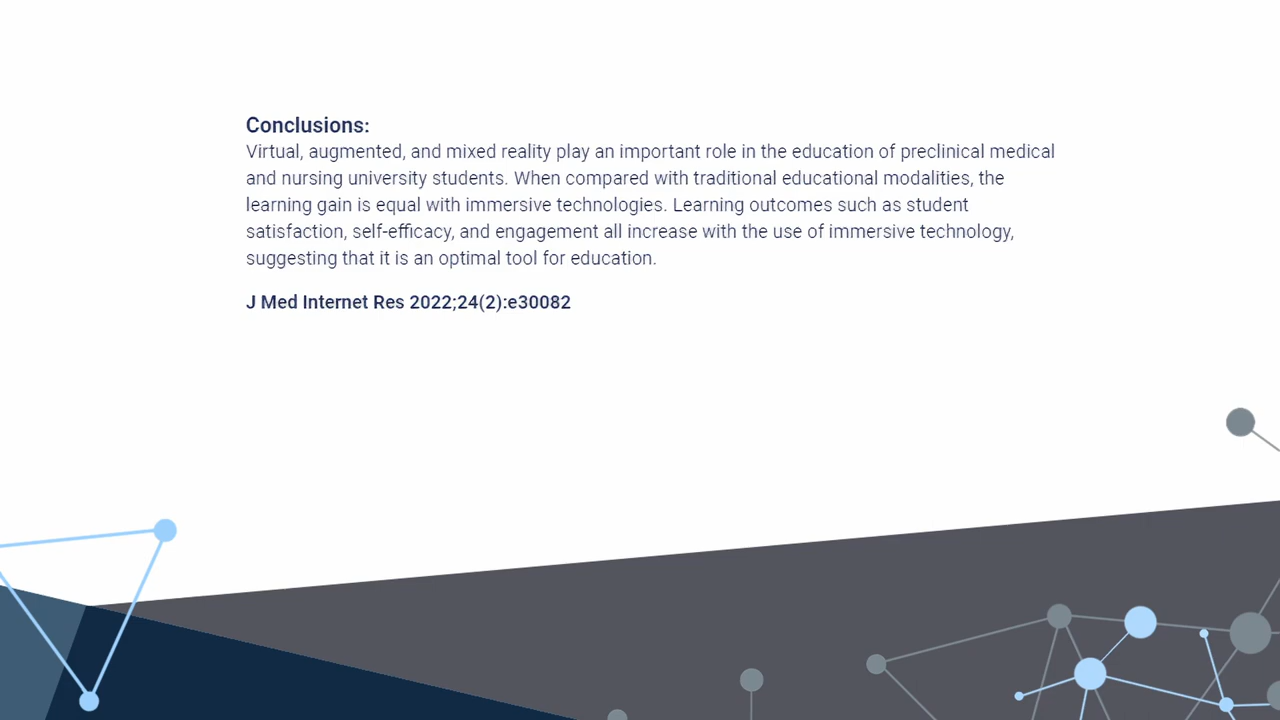 Conclusions:
Virtual, augmented, and mixed reality play an important role in the education of preclinical medical
and nursing university students. When compared with traditional educational modalities, the
learning gain is equal with immersive technologies. Learning outcomes such as student
satisfaction, self-efficacy, and engagement all increase with the use of immersive technology,
suggesting that it is an optimal tool for education.
J Med Internet Res 2022;24(2):e30082